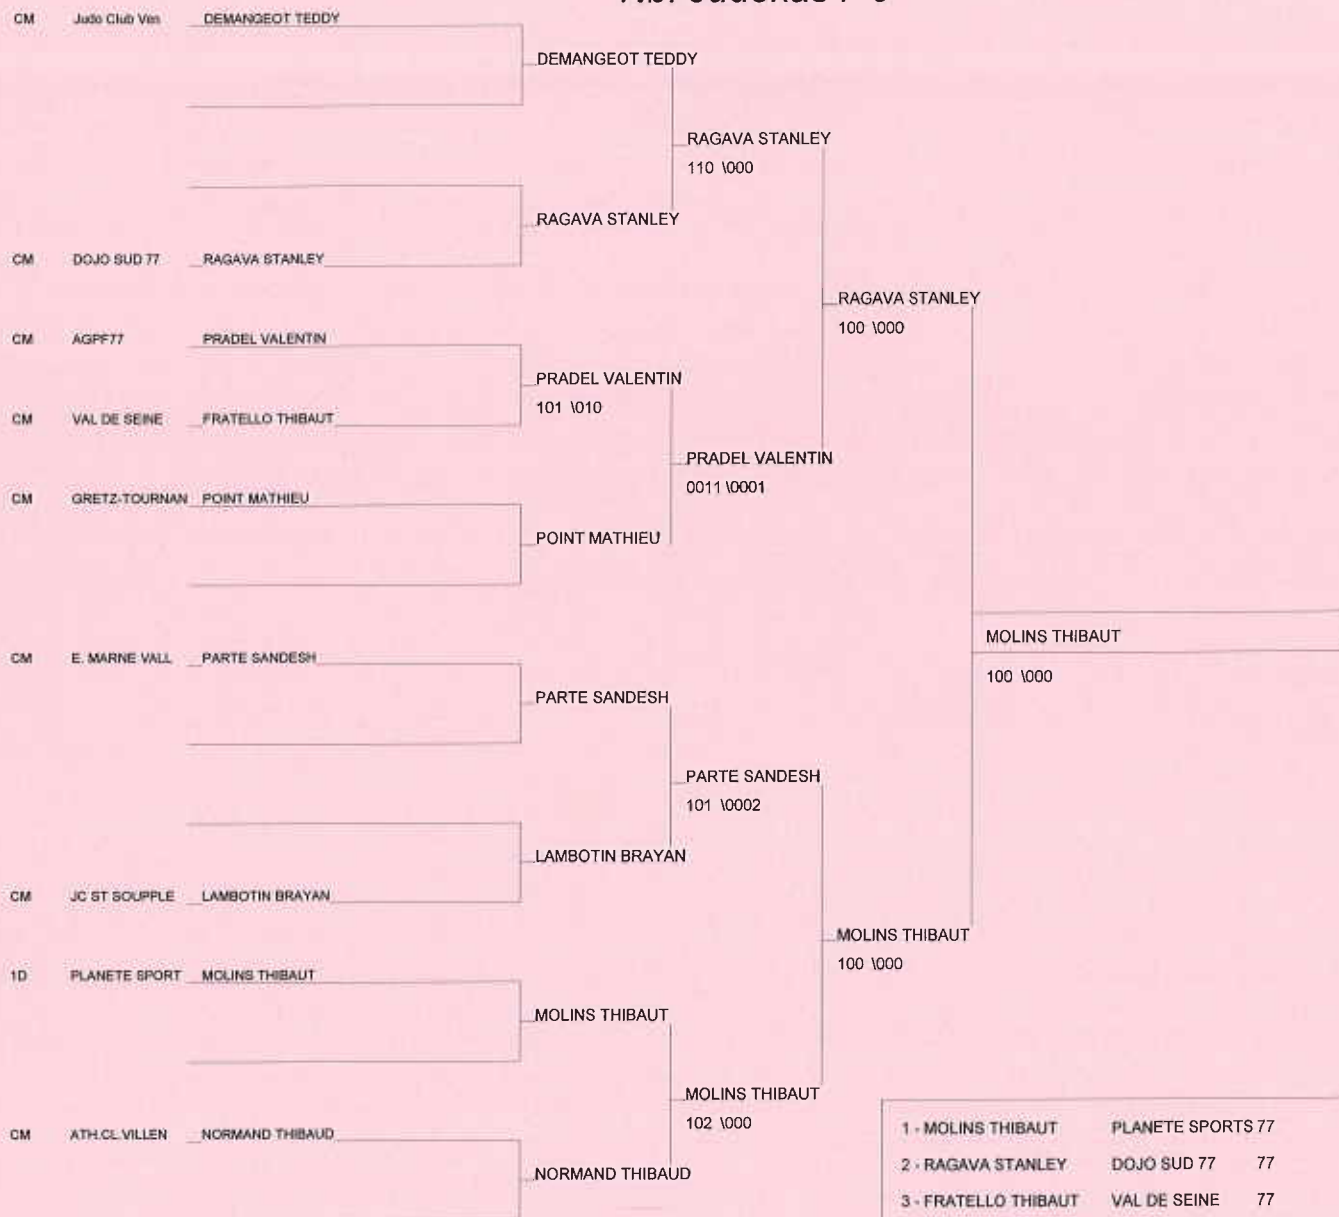 CM Judo Club Ven DEMANGEOT TEDDY
DEMANGEOT TEDDY
RAGAVA STANLEY
110 \000
RAGAVA STANLEY
CM DOJO SUD 77 RAGAVA STANLEY
RAGAVA STANLEY
100 \000
CM AGPF77 PRADEL VALENTIN
PRADEL VALENTIN
101 \010
CM VAL DE SEINE FRATELLO THIBAUT
PRADEL VALENTIN
0011 \0001
CM GRETZ-TOURNAN POINT MATHIEU
POINT MATHIEU
MOLINS THIBAUT
100 \000
CM E. MARNE VALL PARTE SANDESH
PARTE SANDESH
PARTE SANDESH
101 \0002
LAMBOTIN BRAYAN
CM JC ST SOUPPLE LAMBOTIN BRAYAN
MOLINS THIBAUT
100 \000
1D PLANETE SPORT MOLINS THIBAUT
MOLINS THIBAUT
MOLINS THIBAUT
102 \000
CM ATH.CL.VILLEN NORMAND THIBAUD
NORMAND THIBAUD
1 - MOLINS THIBAUT PLANETE SPORTS 77
2 - RAGAVA STANLEY DOJO SUD 77 77
3 - FRATELLO THIBAUT VAL DE SEINE 77